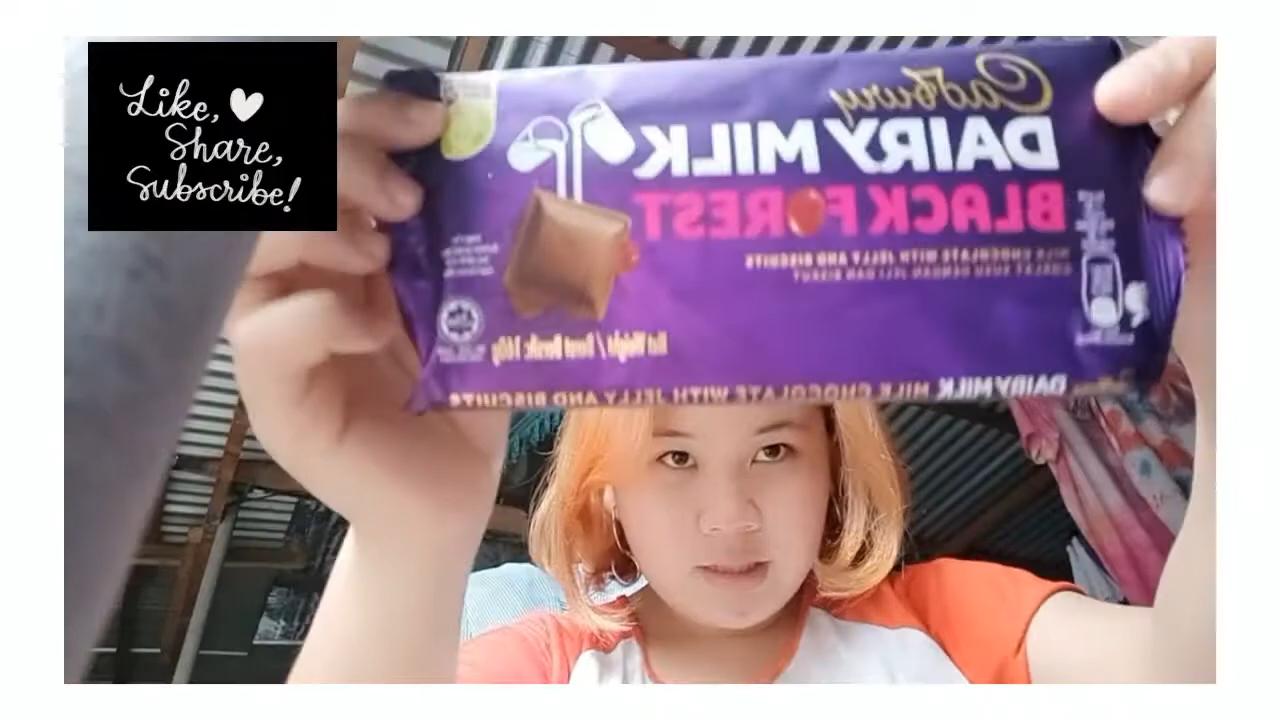 Like,
Share,
Subscribe!
Cadbury
DAIRY MILK
BLACK FOREST
MILK CHOCOLATE WITH JELLY AND BISCUITS
COKLAT SUSU DENGAN JELI DAN BISKUT
Net Weight / Berat Bersih: 160g
DAIRY MILK MILK CHOCOLATE WITH JELLY AND BISCUITS